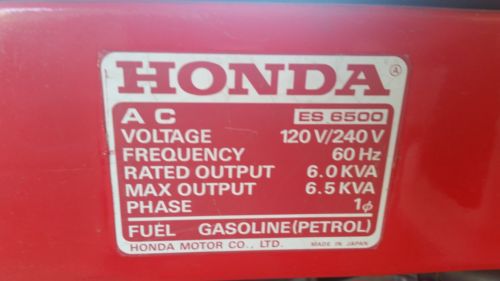 HONDA
A C ES 6500
VOLTAGE 120 V/240 V
FREQUENCY 60 Hz
RATED OUTPUT 6.0 KVA
MAX OUTPUT 6.5 KVA
PHASE 1ϕ
FUEL GASOLINE(PETROL)
HONDA MOTOR CO., LTD. MADE IN JAPAN